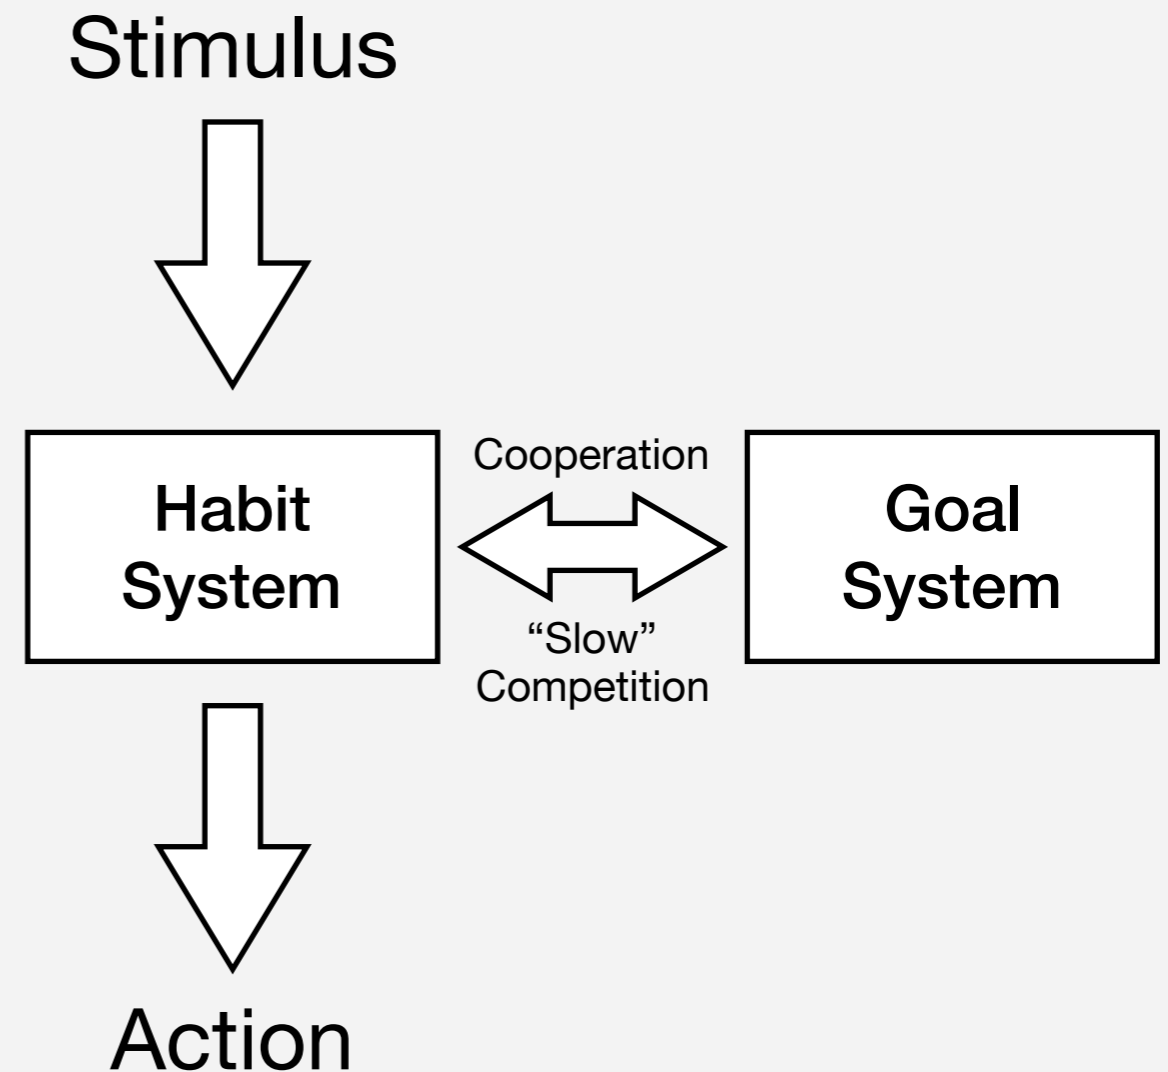 Stimulus
Habit
System
Cooperation
“Slow”
Competition
Goal
System
Action